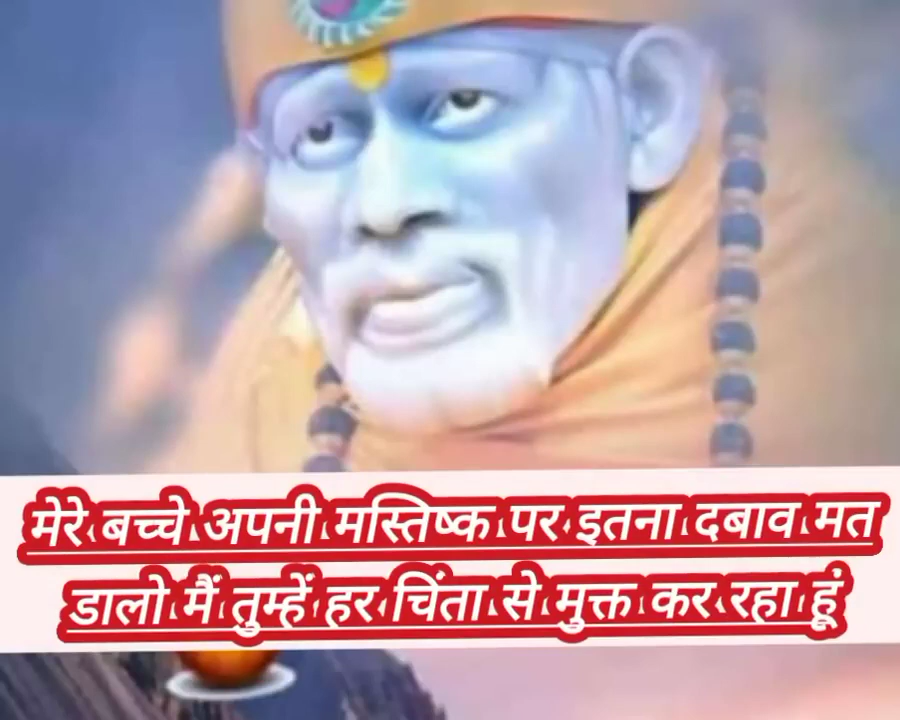 मेरे बच्चे अपनी मस्तिष्क पर इतना दबाव मत
डालो मैं तुम्हें हर चिंता से मुक्त कर रहा हूं